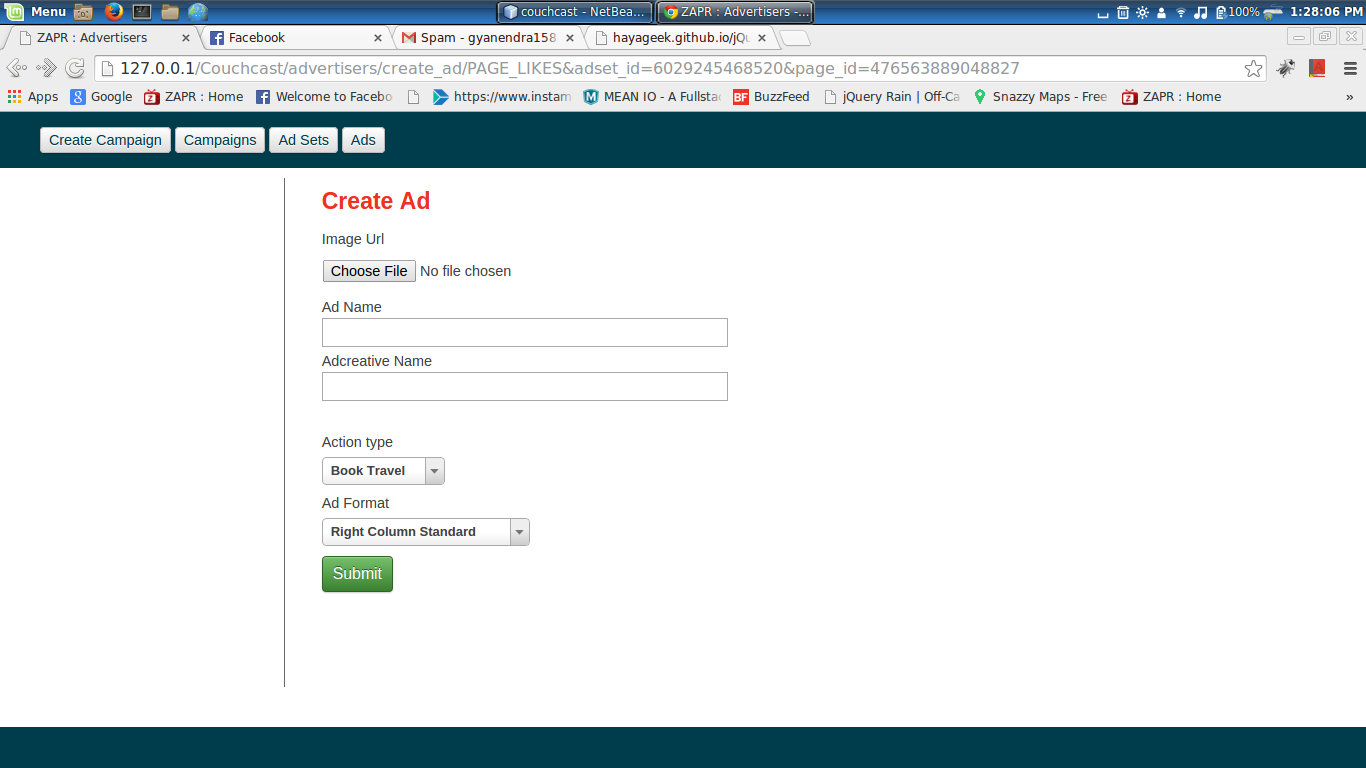 Menu couchcast - NetBea... ZAPR : Advertisers -... 100% 1:28:06 PM
ZAPR : Advertisers Facebook Spam - gyanendra158 hayageek.github.io/jQu
127.0.0.1/Couchcast/advertisers/create_ad/PAGE_LIKES&adset_id=6029245468520&page_id=476563889048827
Apps Google ZAPR : Home Welcome to Facebo https://www.instam MEAN IO - A Fullstac BF BuzzFeed jQuery Rain | Off-Ca Snazzy Maps - Free ZAPR : Home »
Create Campaign Campaigns Ad Sets Ads
Create Ad
Image Url
Choose File No file chosen
Ad Name
Adcreative Name
Action type
Book Travel
Ad Format
Right Column Standard
Submit